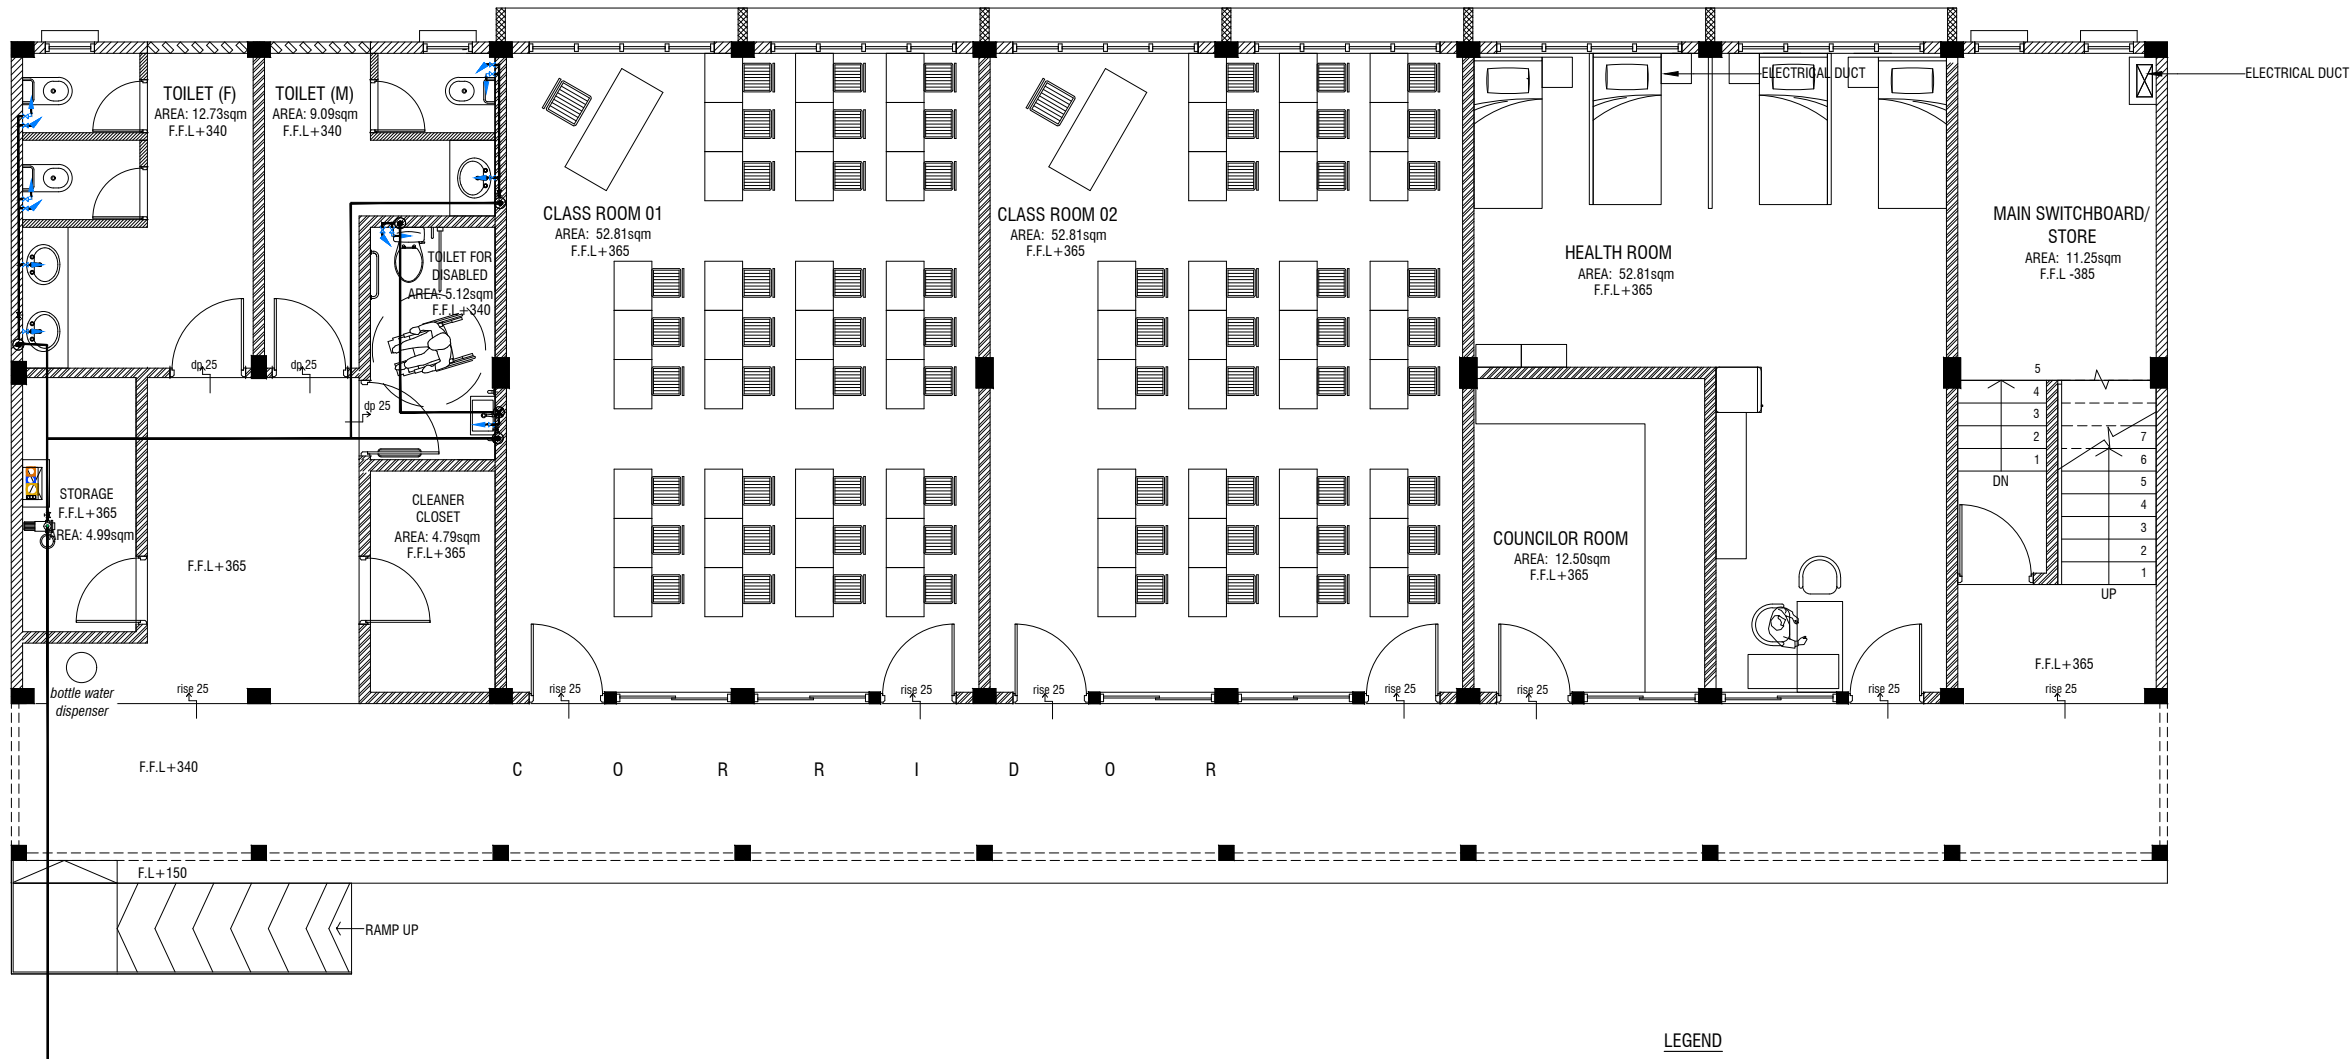 ELECTRICAL DUCT
ELECTRICAL DUCT
TOILET (F)
AREA: 12.73sqm
F.F.L+340
TOILET (M)
AREA: 9.09sqm
F.F.L+340
CLASS ROOM 01
AREA: 52.81sqm
F.F.L+365
CLASS ROOM 02
AREA: 52.81sqm
F.F.L+365
HEALTH ROOM
AREA: 52.81sqm
F.F.L+365
MAIN SWITCHBOARD/
STORE
AREA: 11.25sqm
F.F.L -385
TOILET FOR
DISABLED
AREA: 5.12sqm
F.F.L+340
dp 25
dp 25
dp 25
5
4
3
2
1
DN
7
6
5
4
3
2
1
UP
STORAGE
F.F.L+365
AREA: 4.99sqm
CLEANER
CLOSET
AREA: 4.79sqm
F.F.L+365
F.F.L+365
COUNCILOR ROOM
AREA: 12.50sqm
F.F.L+365
F.F.L+365
bottle water
dispenser
rise 25
rise 25
rise 25
rise 25
rise 25
rise 25
rise 25
rise 25
F.F.L+340
C O R R I D O R
F.L+150
RAMP UP
LEGEND